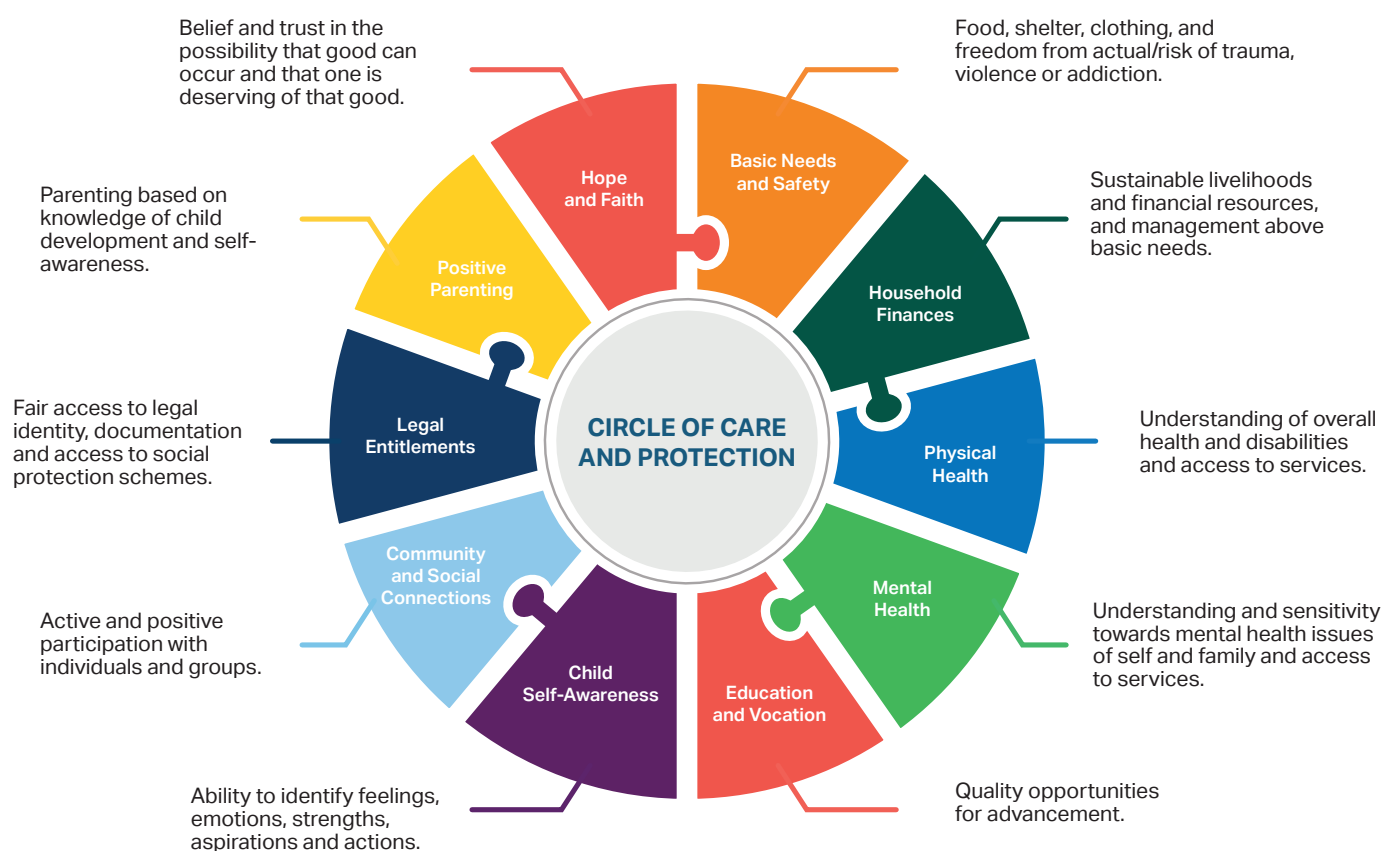 Belief and trust in the
possibility that good can
occur and that one is
deserving of that good.
Food, shelter, clothing, and
freedom from actual/risk of trauma,
violence or addiction.
Hope
and Faith
Basic Needs
and Safety
Parenting based on
knowledge of child
development and self-
awareness.
Positive
Parenting
Household
Finances
Sustainable livelihoods
and financial resources,
and management above
basic needs.
Fair access to legal
identity, documentation
and access to social
protection schemes.
Legal
Entitlements
CIRCLE OF CARE
AND PROTECTION
Physical
Health
Understanding of overall
health and disabilities
and access to services.
Active and positive
participation with
individuals and groups.
Community
and Social
Connections
Mental
Health
Understanding and sensitivity
towards mental health issues
of self and family and access
to services.
Child
Self-Awareness
Education
and Vocation
Ability to identify feelings,
emotions, strengths,
aspirations and actions.
Quality opportunities
for advancement.